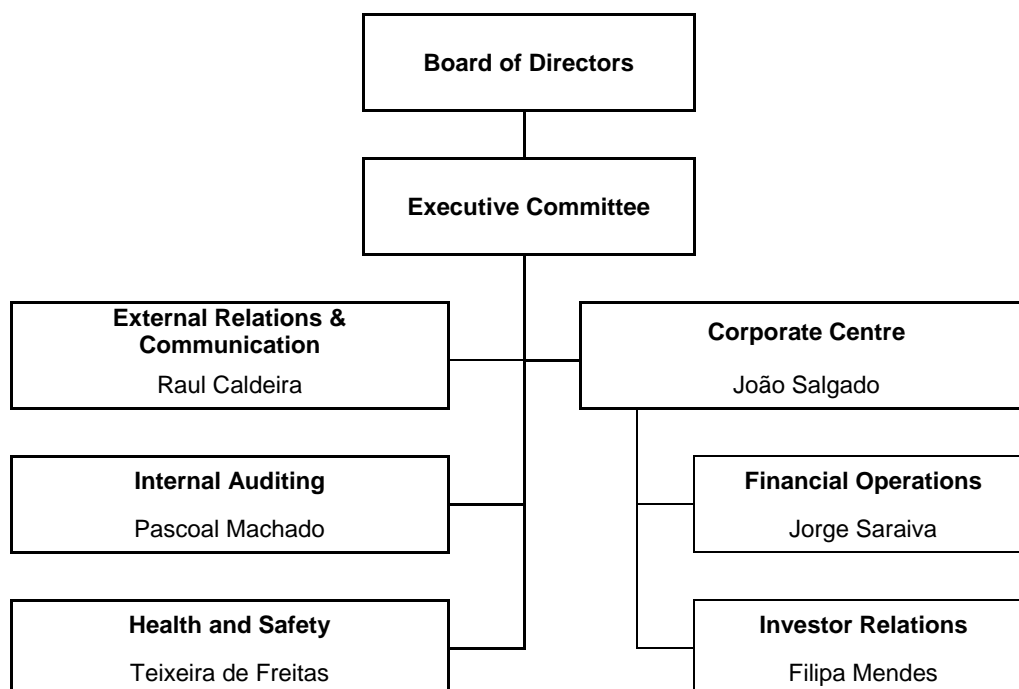 Board of Directors
Executive Committee
External Relations &
Communication
Raul Caldeira
Corporate Centre
João Salgado
Internal Auditing
Pascoal Machado
Financial Operations
Jorge Saraiva
Health and Safety
Teixeira de Freitas
Investor Relations
Filipa Mendes